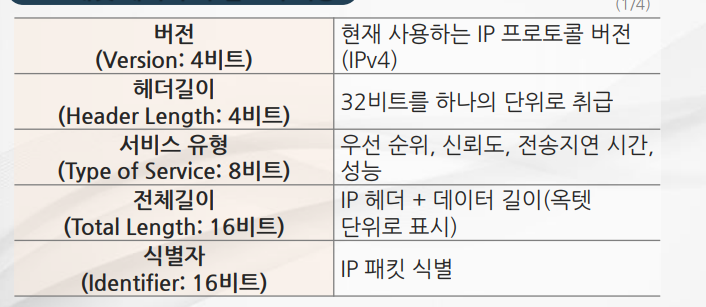 (1/4)
버전
(Version: 4비트)
현재 사용하는 IP 프로토콜 버전
(IPv4)
헤더길이
(Header Length: 4비트)
32비트를 하나의 단위로 취급
서비스 유형
(Type of Service: 8비트)
우선 순위, 신뢰도, 전송지연 시간,
성능
전체길이
(Total Length: 16비트)
IP 헤더 + 데이터 길이(옥텟
단위로 표시)
식별자
(Identifier: 16비트)
IP 패킷 식별